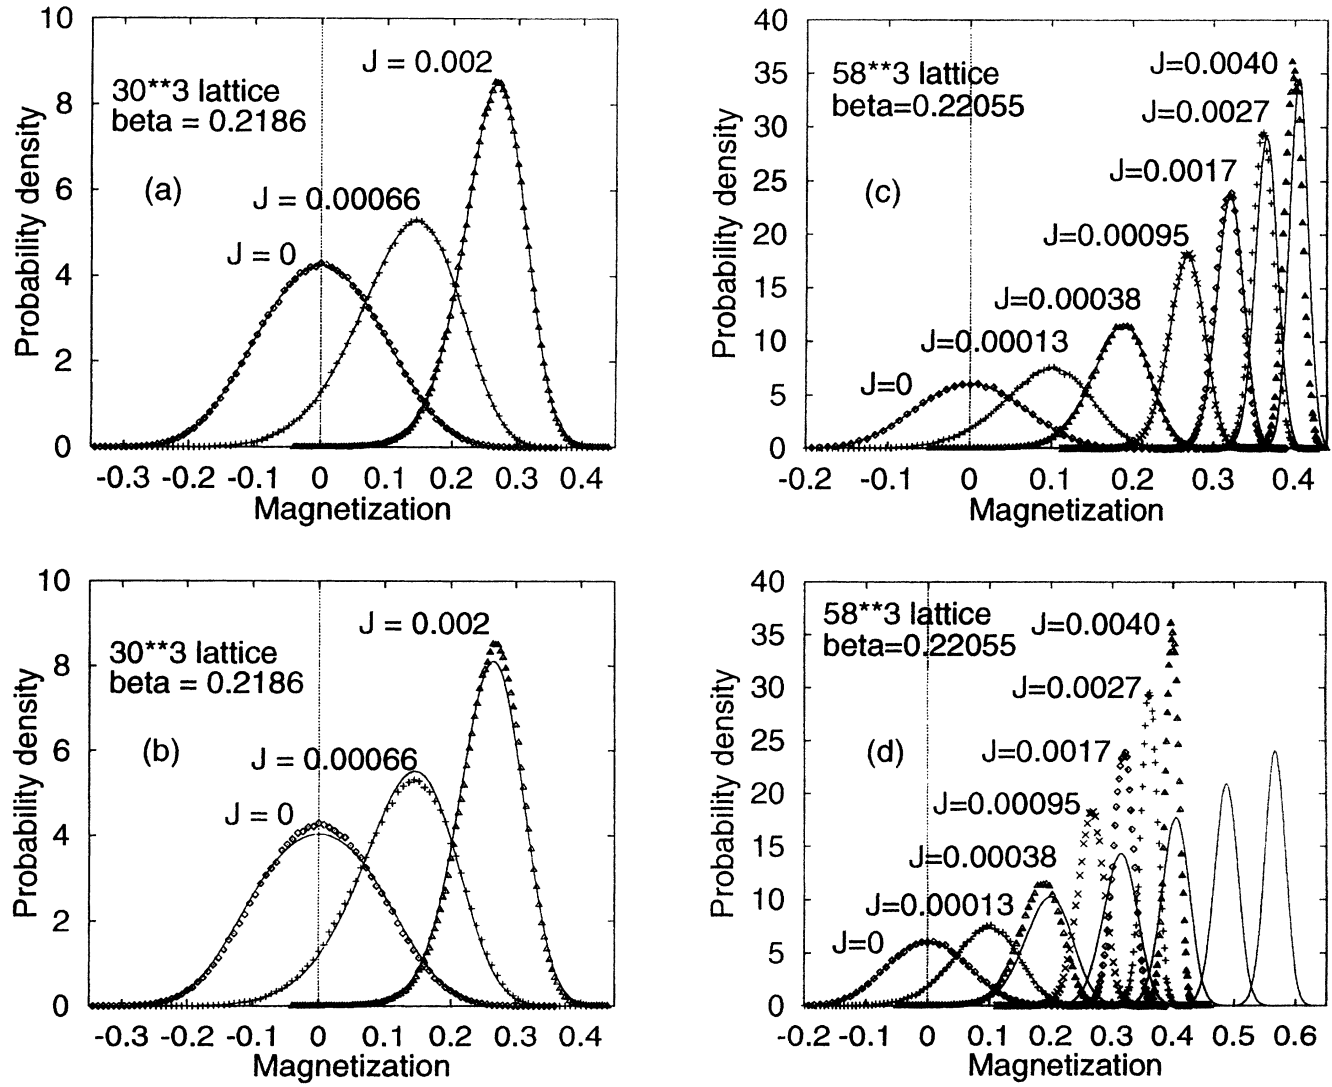 10
8
6
4
2
0
Probability density
30**3 lattice
beta = 0.2186
(a)
J = 0.002
J = 0.00066
J = 0
-0.3 -0.2 -0.1 0 0.1 0.2 0.3 0.4
Magnetization
40
35
30
25
20
15
10
5
0
Probability density
58**3 lattice
beta=0.22055
(c)
J=0.0040
J=0.0027
J=0.0017
J=0.00095
J=0.00038
J=0.00013
J=0
-0.2 -0.1 0 0.1 0.2 0.3 0.4
Magnetization
10
8
6
4
2
0
Probability density
30**3 lattice
beta = 0.2186
(b)
J = 0.002
J = 0.00066
J = 0
-0.3 -0.2 -0.1 0 0.1 0.2 0.3 0.4
Magnetization
40
35
30
25
20
15
10
5
0
Probability density
58**3 lattice
beta=0.22055
(d)
J=0.0040
J=0.0027
J=0.0017
J=0.00095
J=0.00038
J=0.00013
J=0
-0.2 -0.1 0 0.1 0.2 0.3 0.4 0.5 0.6
Magnetization